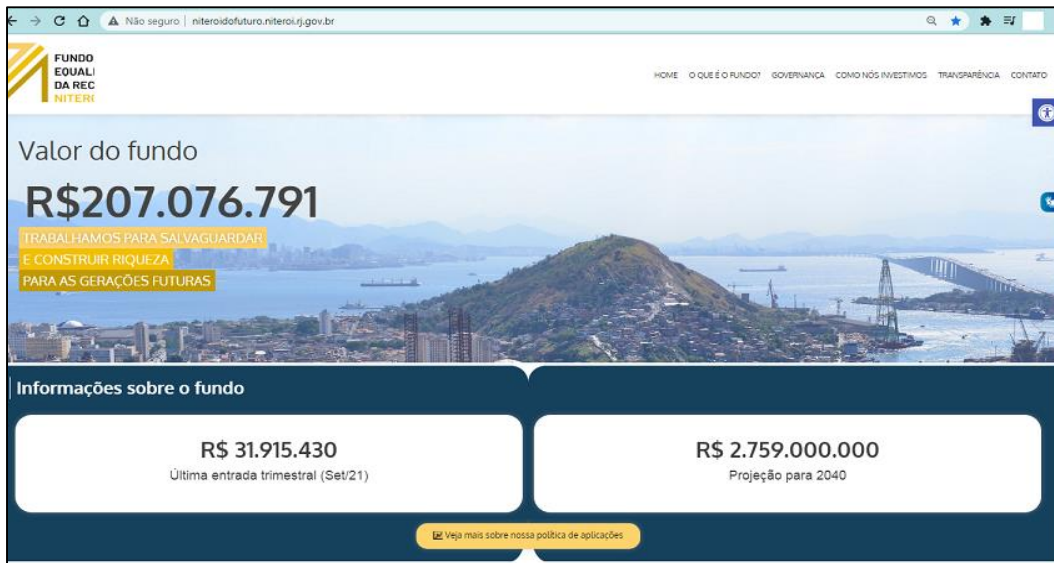 Não seguro | niteroidofuturo.niteroi.rj.gov.br
FUNDO
EQUALI
DA REC
NITERÓ
HOME O QUE É O FUNDO? GOVERNANÇA COMO NÓS INVESTIMOS TRANSPARÊNCIA CONTATO
Valor do fundo
R$207.076.791
TRABALHAMOS PARA SALVAGUARDAR
E CONSTRUIR RIQUEZA
PARA AS GERAÇÕES FUTURAS
Informações sobre o fundo
R$ 31.915.430
Última entrada trimestral (Set/21)
R$ 2.759.000.000
Projeção para 2040
Veja mais sobre nossa política de aplicações